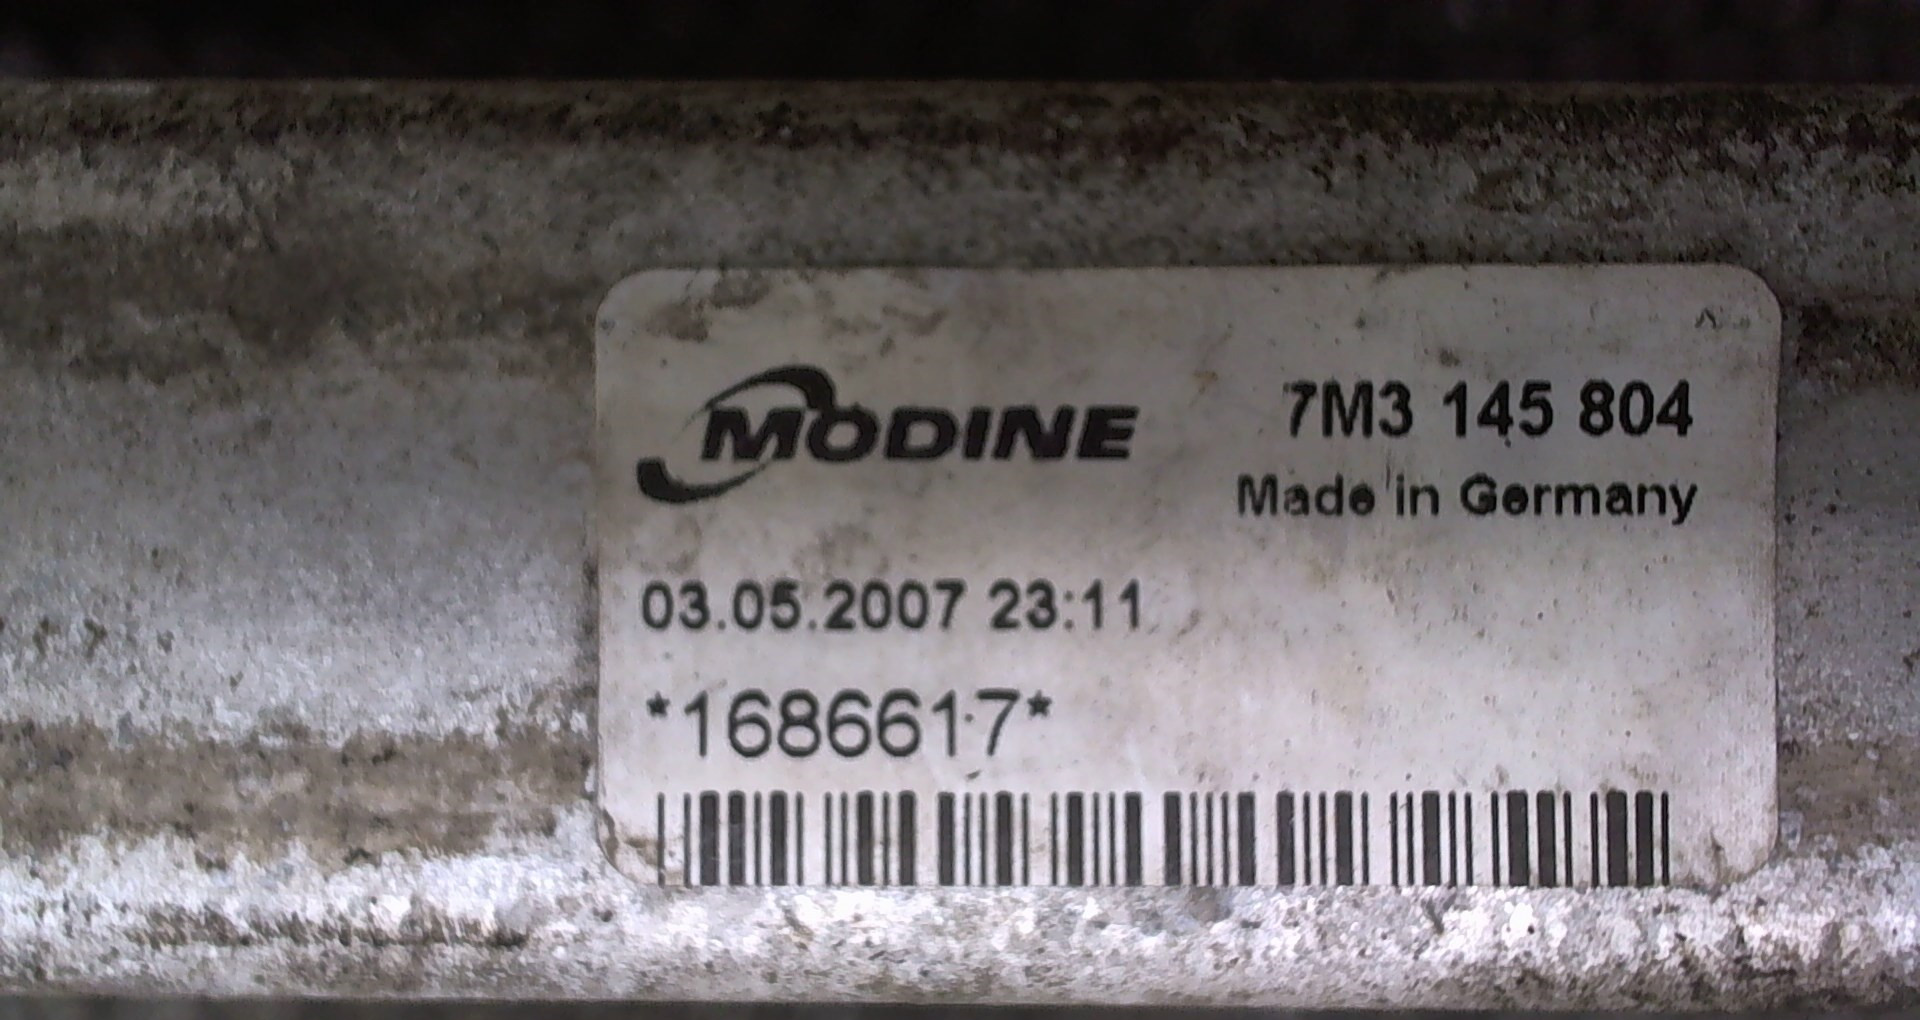 MODINE
7M3 145 804
Made in Germany
03.05.2007 23:11
*1686617*